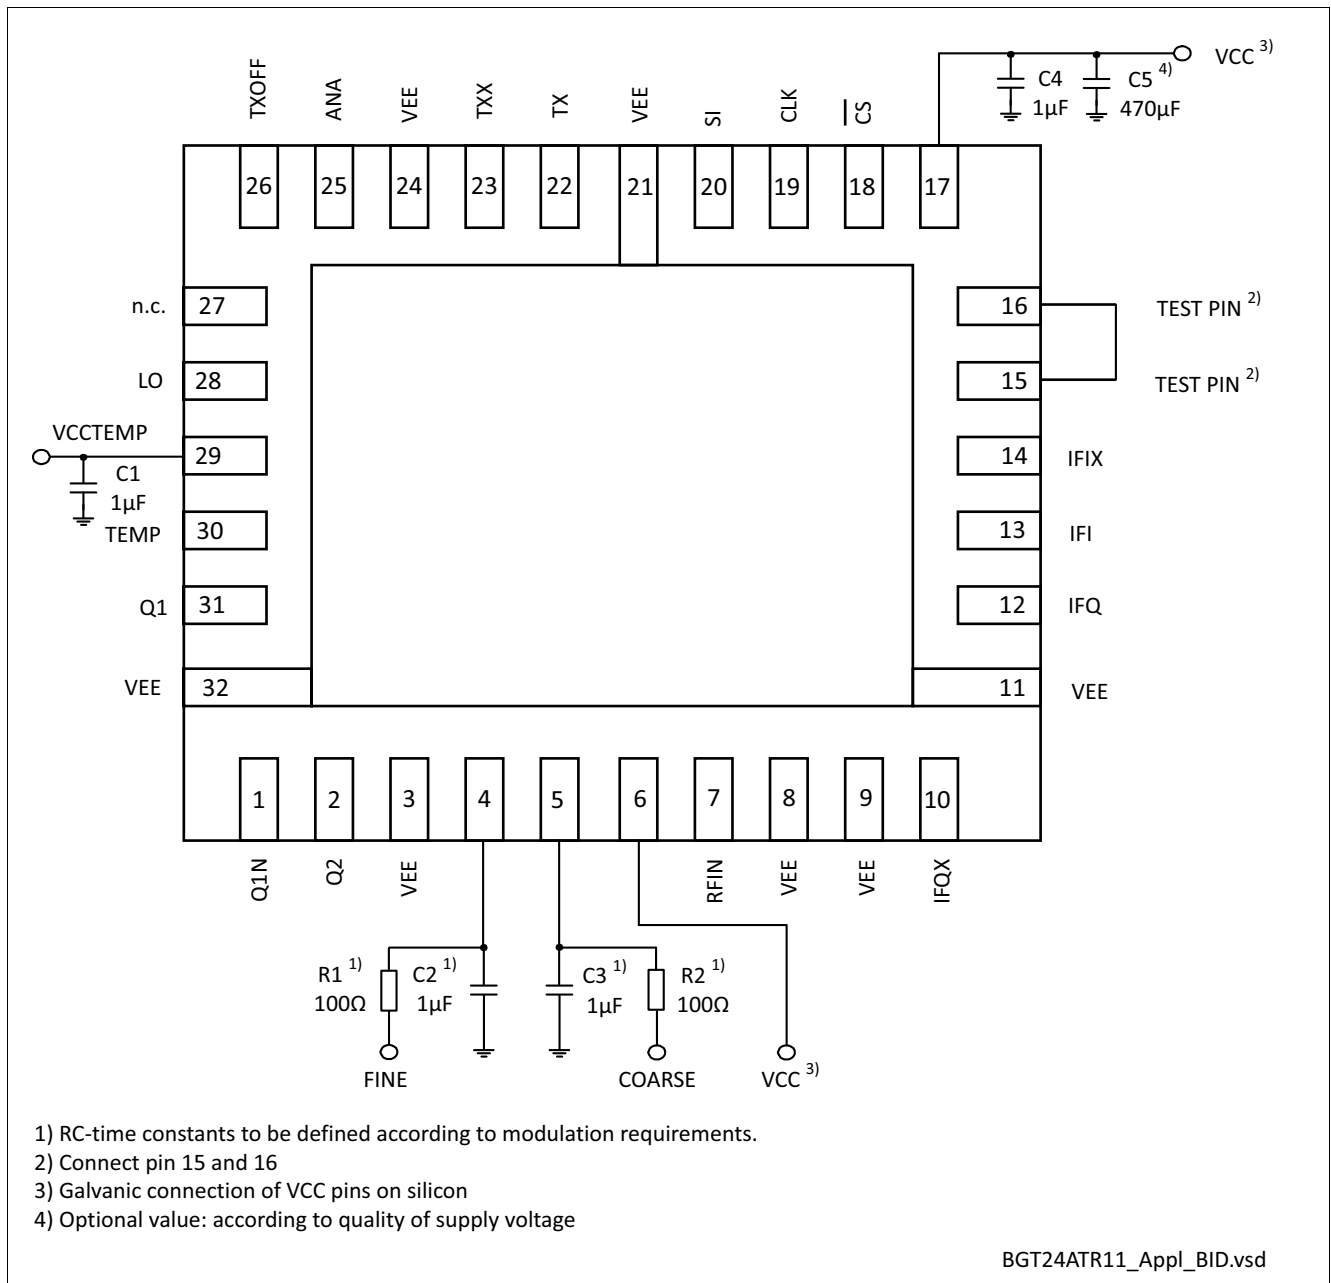 VCC 3)
C4
1µF
C5 4)
470µF
TXOFF
ANA
VEE
TXX
TX
VEE
SI
CLK
CS
26
25
24
23
22
21
20
19
18
17
n.c.
27
16
TEST PIN 2)
LO
28
15
TEST PIN 2)
VCCTEMP
29
14
IFIX
C1
1µF
TEMP
30
13
IFI
Q1
31
12
IFQ
VEE
32
11
VEE
1
2
3
4
5
6
7
8
9
10
Q1N
Q2
VEE
RFIN
VEE
VEE
IFQX
R1 1)
100Ω
C2 1)
1µF
C3 1)
1µF
R2 1)
100Ω
FINE
COARSE
VCC 3)
1) RC-time constants to be defined according to modulation requirements.
2) Connect pin 15 and 16
3) Galvanic connection of VCC pins on silicon
4) Optional value: according to quality of supply voltage
BGT24ATR11_Appl_BID.vsd